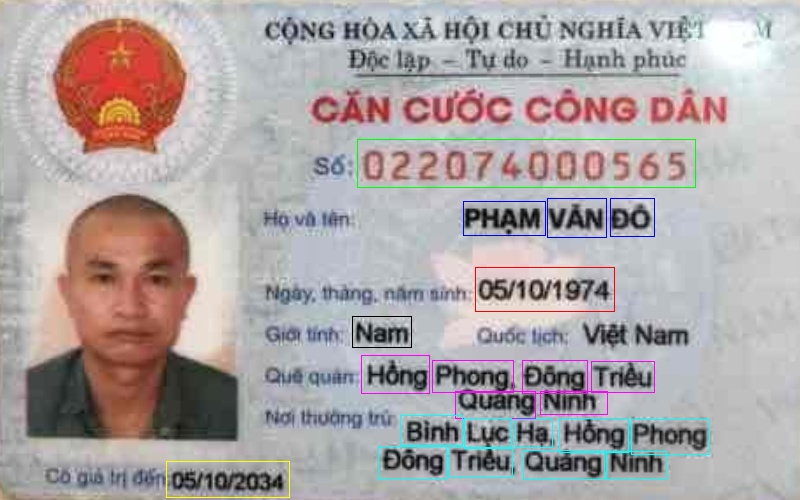 CỘNG HÒA XÃ HỘI CHỦ NGHĨA VIỆT
Độc lập - Tự do - Hạnh phúc
CĂN CƯỚC CÔNG DÂN
Số: 022074000565
Họ và tên: PHẠM VĂN ĐÔ
Ngày, tháng, năm sinh: 05/10/1974
Giới tính: Nam Quốc tịch: Việt Nam
Quê quán: Hồng Phong, Đông Triều
Quảng Ninh
Nơi thường trú: Bình Lục Hạ, Hồng Phong
Đông Triều, Quảng Ninh
Có giá trị đến 05/10/2034